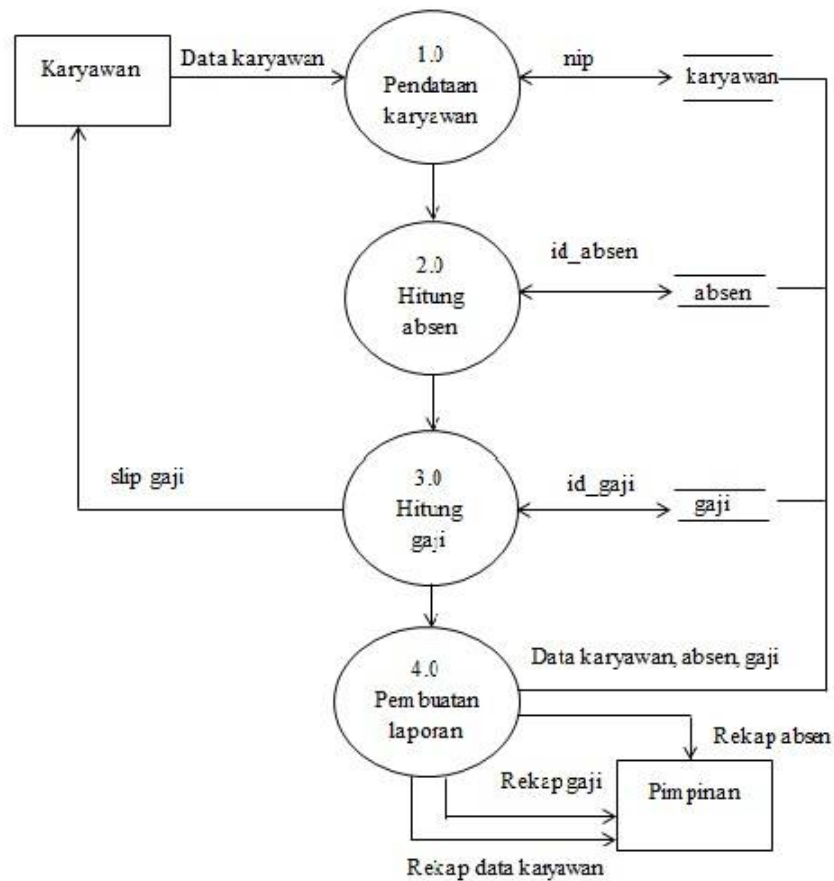 Karyawan
Data karyawan
1.0
Pendataan
karyawan
nip
karyawan
2.0
Hitung
absen
id_absen
absen
slip gaji
3.0
Hitung
gaji
id_gaji
gaji
4.0
Pembuatan
laporan
Data karyawan, absen, gaji
Rekap absen
Rekap gaji
Pimpinan
Rekap data karyawan